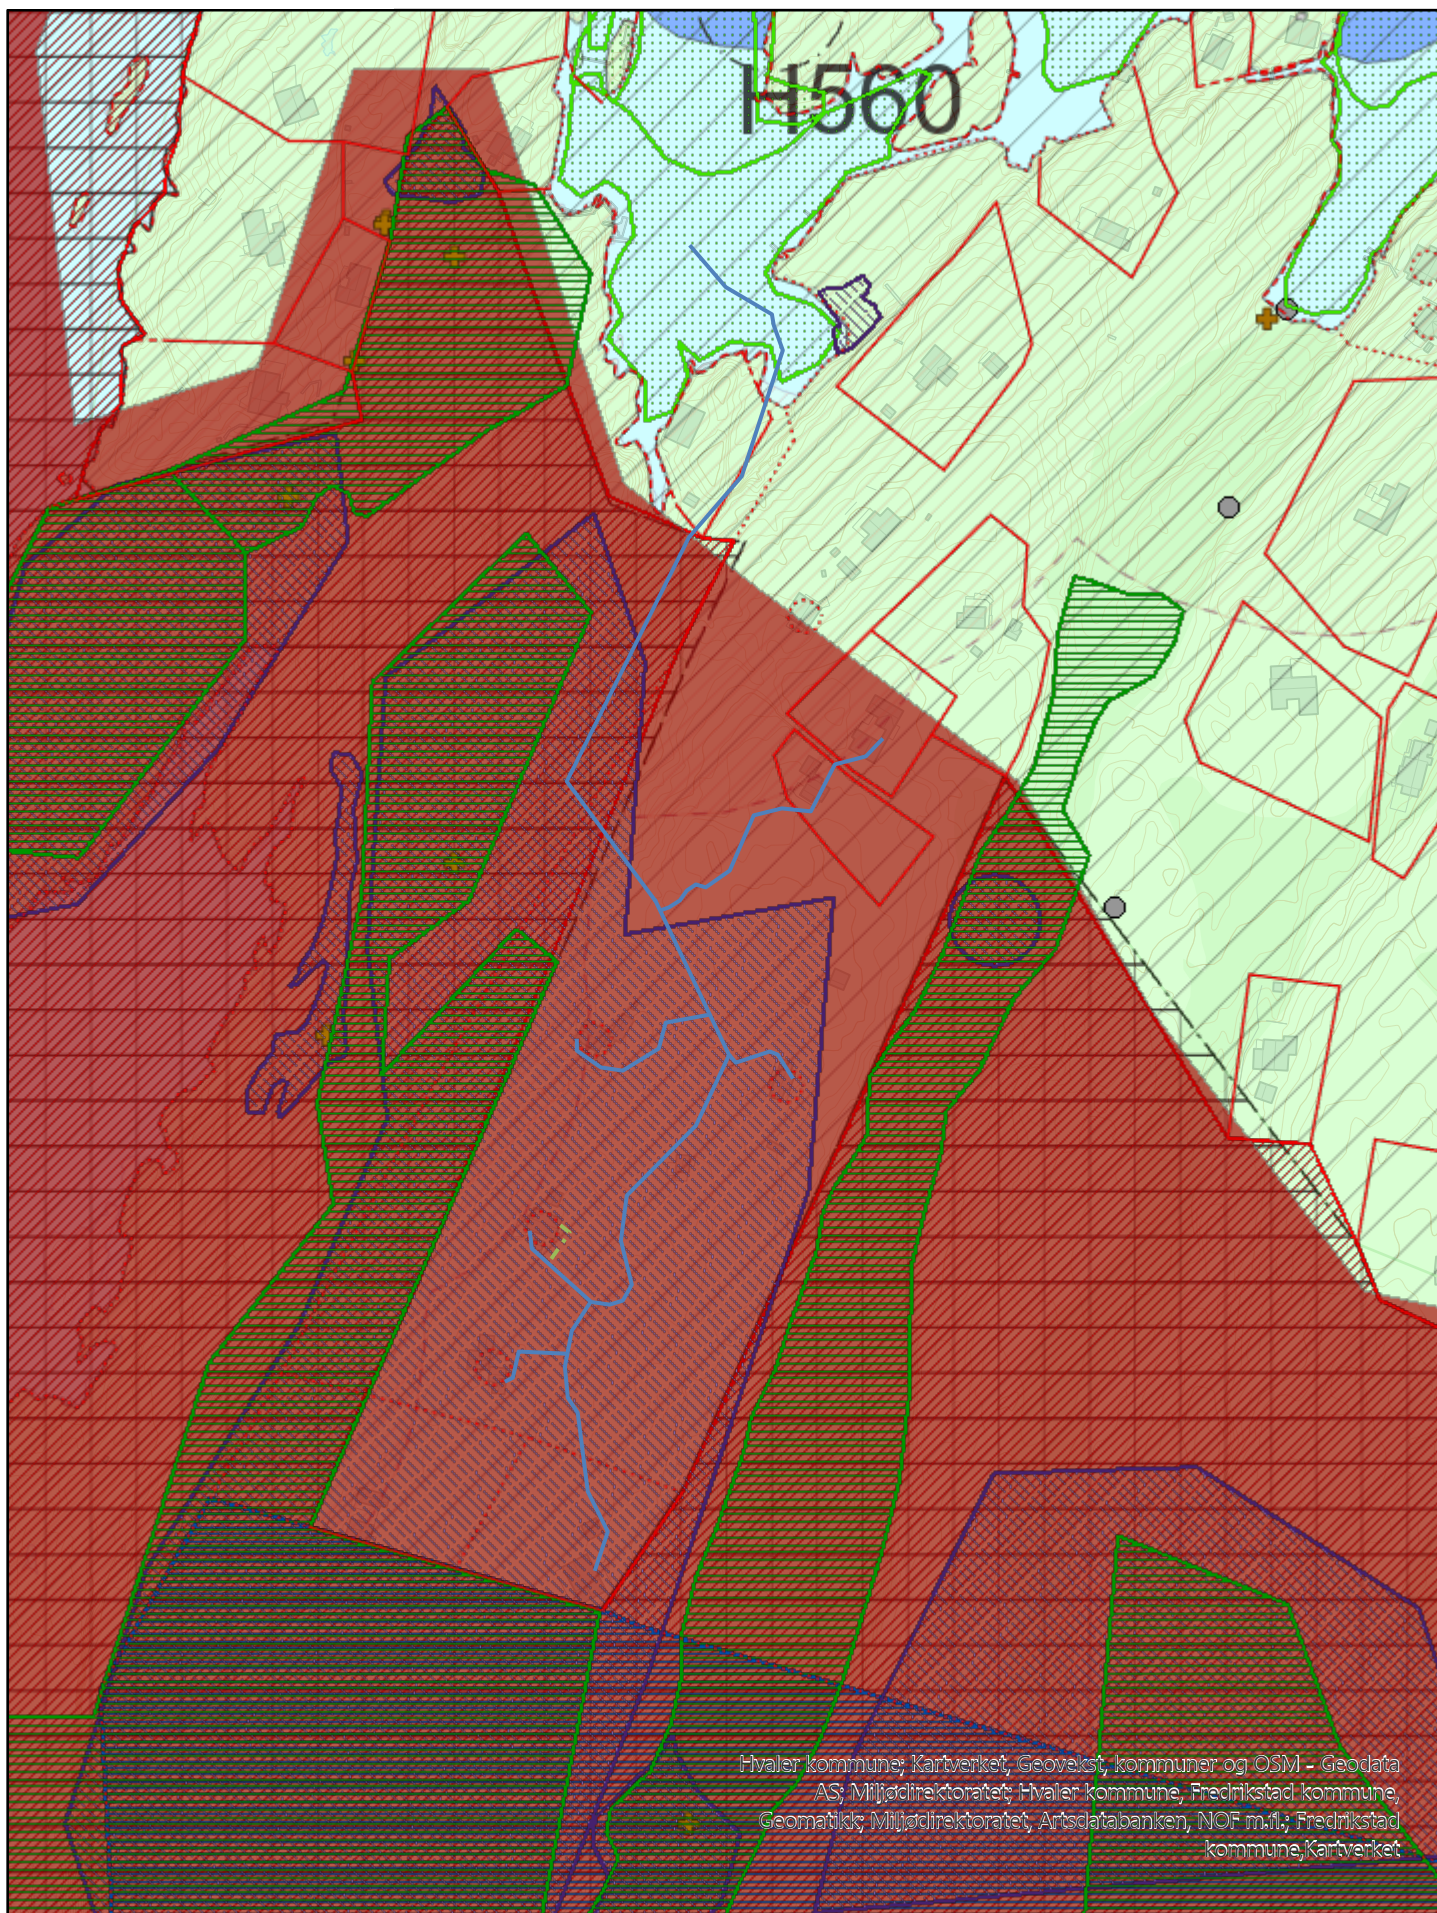 H560
Hvaler kommune; Kartverket, Geovekst, kommuner og OSM - Geodata
AS; Miljødirektoratet; Hvaler kommune, Fredrikstad kommune,
Geomatikk; Miljødirektoratet, Artsdatabanken, NOF m.fl.; Fredrikstad
kommune,Kartverket